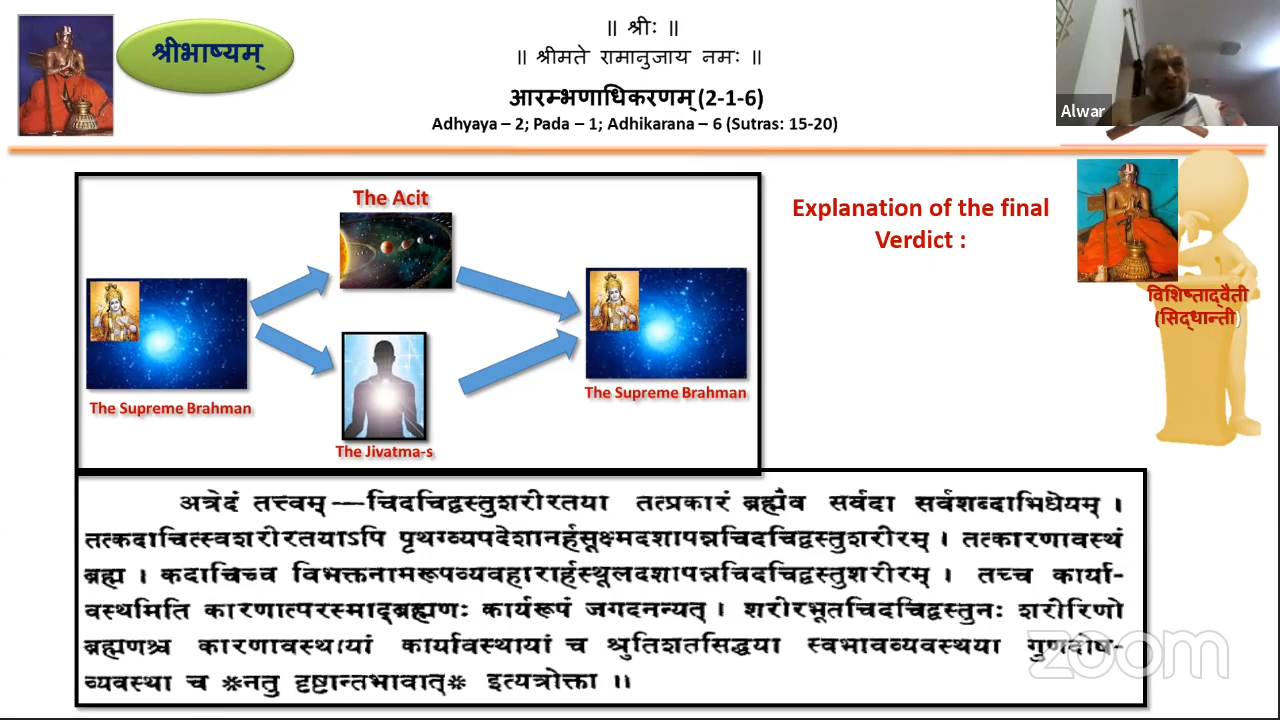 ॥ श्रीः ॥
॥ श्रीमते रामानुजाय नमः ॥
श्रीभाष्यम्
आरम्भणाधिकरणम् (2-1-6)
Adhyaya – 2; Pada – 1; Adhikarana – 6 (Sutras: 15-20)
Alwar
The Acit
The Supreme Brahman
The Jivatma-s
The Supreme Brahman
Explanation of the final
Verdict :
विशिष्टाद्वैती
(सिद्धान्ती)
अत्रेदं तत्त्वम् —चिदचिद्वस्तुशरीरतया तत्प्रकारं ब्रह्मैव सर्वदा सर्वशब्दाभिधेयम् ।
तत्कदाचित्स्वशरीरतयाऽपि पृथग्व्यपदेशानर्हसूक्ष्मदशापन्नचिदचिद्वस्तुशरीरम् । तत्कारणावस्थं
ब्रह्म । कदाचिच्च विभक्तनामरूपव्यवहारार्हस्थूलदशापन्नचिदचिद्वस्तुशरीरम् । तच्च कार्या-
वस्थमिति कारणात्परस्माद्ब्रह्मणः कार्यरूपं जगदनन्यत् । शरीरभूतचिदचिद्वस्तुनः शरीरिणो
ब्रह्मणश्च कारणावस्थायां कार्यावस्थायां च श्रुतिशतसिद्धया स्वभावव्यवस्थया गुणदोष-
व्यवस्था च *नतु दृष्टान्तभावात्* इत्यत्रोक्ता ॥
zoom